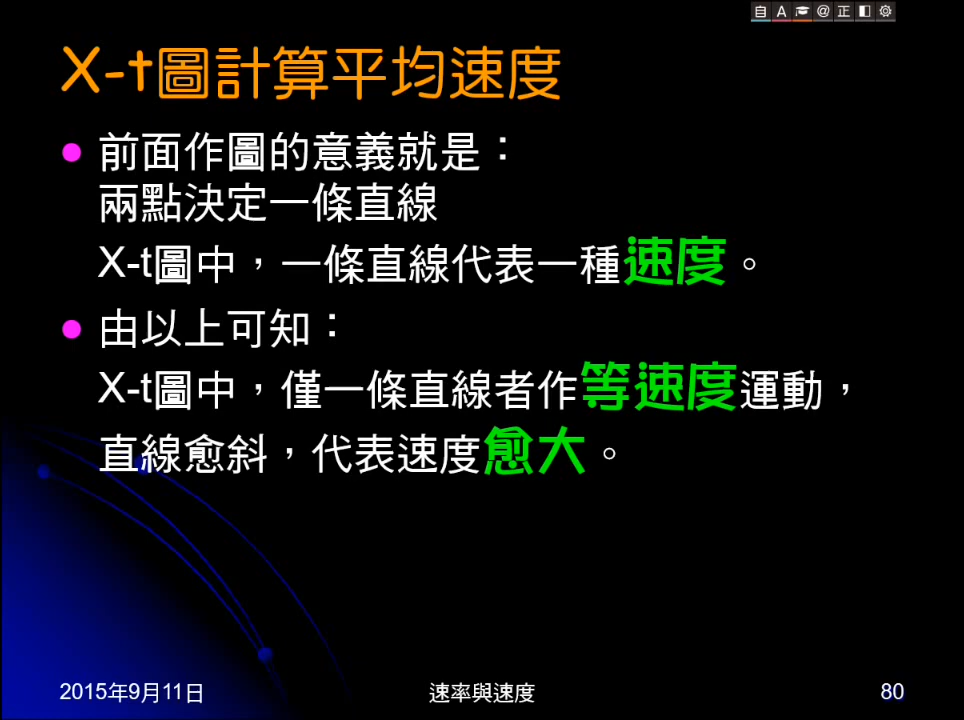 自 A @ 正
X-t圖計算平均速度
前面作圖的意義就是：
兩點決定一條直線
X-t圖中，一條直線代表一種速度。
由以上可知：
X-t圖中，僅一條直線者作等速度運動，
直線愈斜，代表速度愈大。
2015年9月11日
速率與速度
80